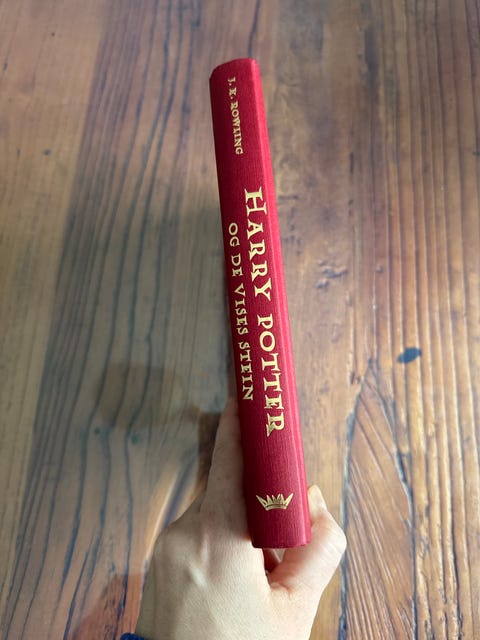 J. K. ROWLING
HARRY POTTER
OG DE VISES STEIN